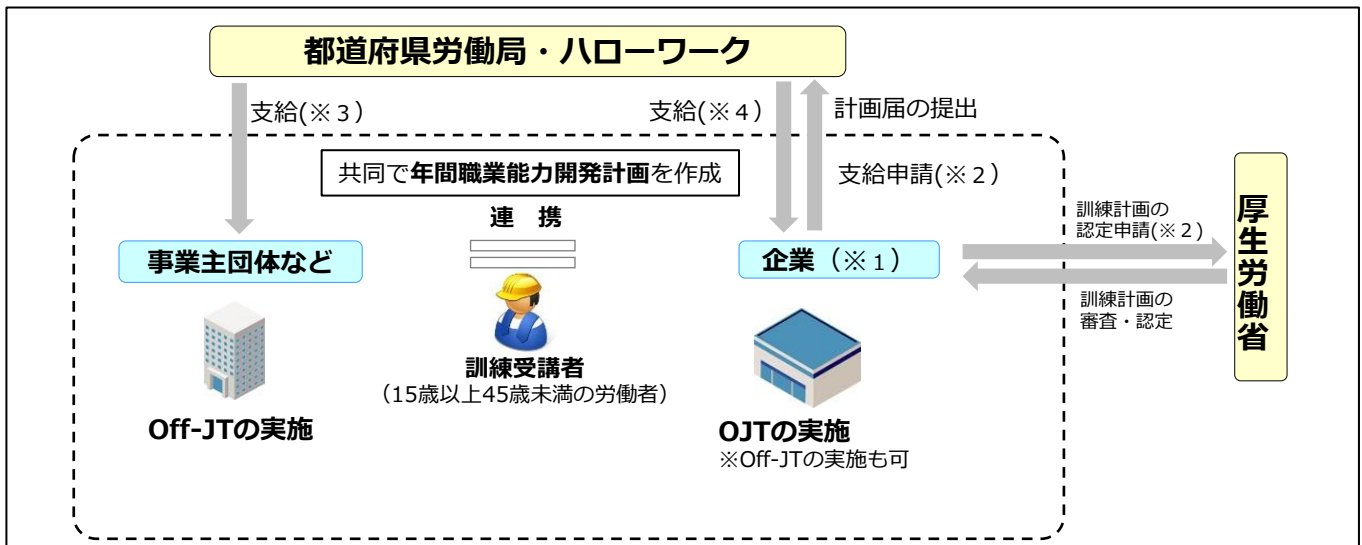 都道府県労働局・ハローワーク
支給(※３)
支給(※４)
計画届の提出
共同で年間職業能力開発計画を作成
支給申請(※２)
連 携
事業主団体など
企業（※１）
訓練計画の
認定申請(※２)
訓練計画の
審査・認定
厚生労働省
訓練受講者
（15歳以上45歳未満の労働者）
Off-JTの実施
OJTの実施
※Off-JTの実施も可